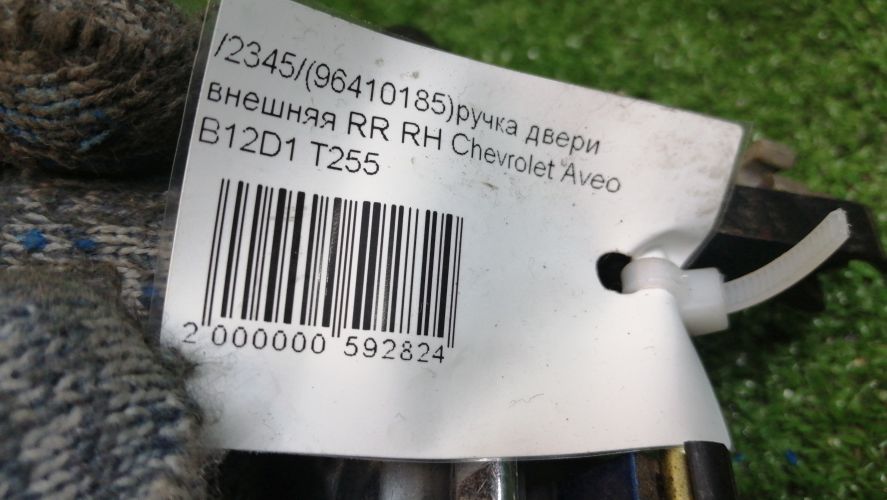 /2345/(96410185)ручка двери
внешняя RR RH Chevrolet Aveo
B12D1 T255
2 000000 592824